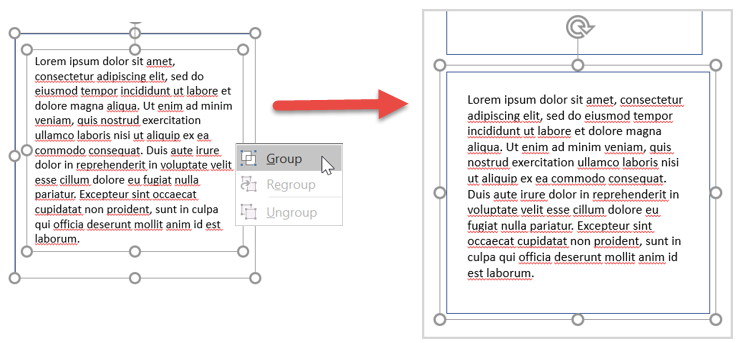 Lorem ipsum dolor sit amet,
consectetur adipiscing elit, sed do
eiusmod tempor incididunt ut labore et
dolore magna aliqua. Ut enim ad minim
veniam, quis nostrud exercitation
ullamco laboris nisi ut aliquip ex ea
commodo consequat. Duis aute irure
dolor in reprehenderit in voluptate velit
esse cillum dolore eu fugiat nulla
pariatur. Excepteur sint occaecat
cupidatat non proident, sunt in culpa
qui officia deserunt mollit anim id est
laborum.
Group
Regroup
Ungroup
Lorem ipsum dolor sit amet, consectetur
adipiscing elit, sed do eiusmod tempor
incididunt ut labore et dolore magna
aliqua. Ut enim ad minim veniam, quis
nostrud exercitation ullamco laboris nisi
ut aliquip ex ea commodo consequat.
Duis aute irure dolor in reprehenderit in
voluptate velit esse cillum dolore eu
fugiat nulla pariatur. Excepteur sint
occaecat cupidatat non proident, sunt in
culpa qui officia deserunt mollit anim id
est laborum.